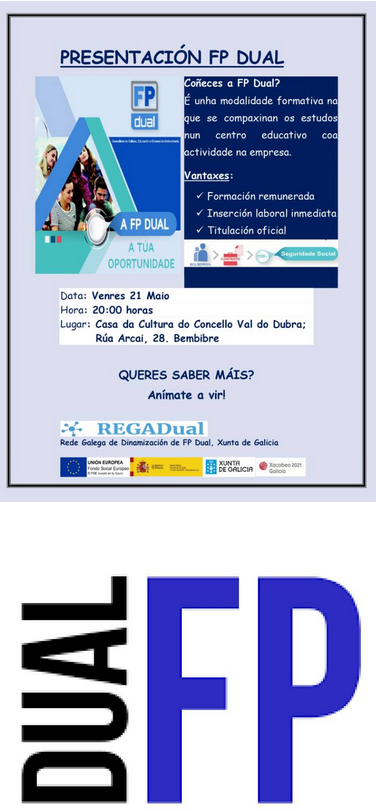 PRESENTACIÓN FP DUAL
FP
dual
A FP DUAL
A TÚA
OPORTUNIDADE
Coñeces a FP Dual?
É unha modalidade formativa na
que se compaxinan os estudos
nun centro educativo coa
actividade na empresa.
Vantaxes:
✓ Formación remunerada
✓ Inserción laboral inmediata
✓ Titulación oficial
Seguridade Social
Data: Venres 21 Maio
Hora: 20:00 horas
Lugar: Casa da Cultura do Concello Val do Dubra;
Rúa Arcai, 28. Bembibre
QUERES SABER MÁIS?
Anímate a vir!
REGADual
Rede Galega de Dinamización de FP Dual, Xunta de Galicia
UNIÓN EUROPEA
Fondo Social Europeo
XUNTA
DE GALICIA
Xacobeo 2021
Galicia
DUAL
FP